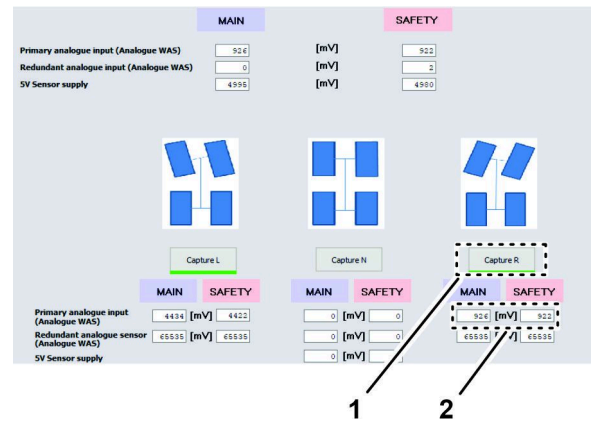 MAIN SAFETY
Primary analogue input (Analogue WAS) 926 [mV] 922
Redundant analogue input (Analogue WAS) 0 [mV] 2
5V Sensor supply 4995 [mV] 4980
Capture L Capture N Capture R
MAIN SAFETY MAIN SAFETY MAIN SAFETY
Primary analogue input
(Analogue WAS) 4434 [mV] 4422 0 [mV] 0 926 [mV] 922
Redundant analogue sensor
(Analogue WAS) 65535 [mV] 65535 0 [mV] 0 65535 V] 65535
5V Sensor supply 0 [mV]
1 2